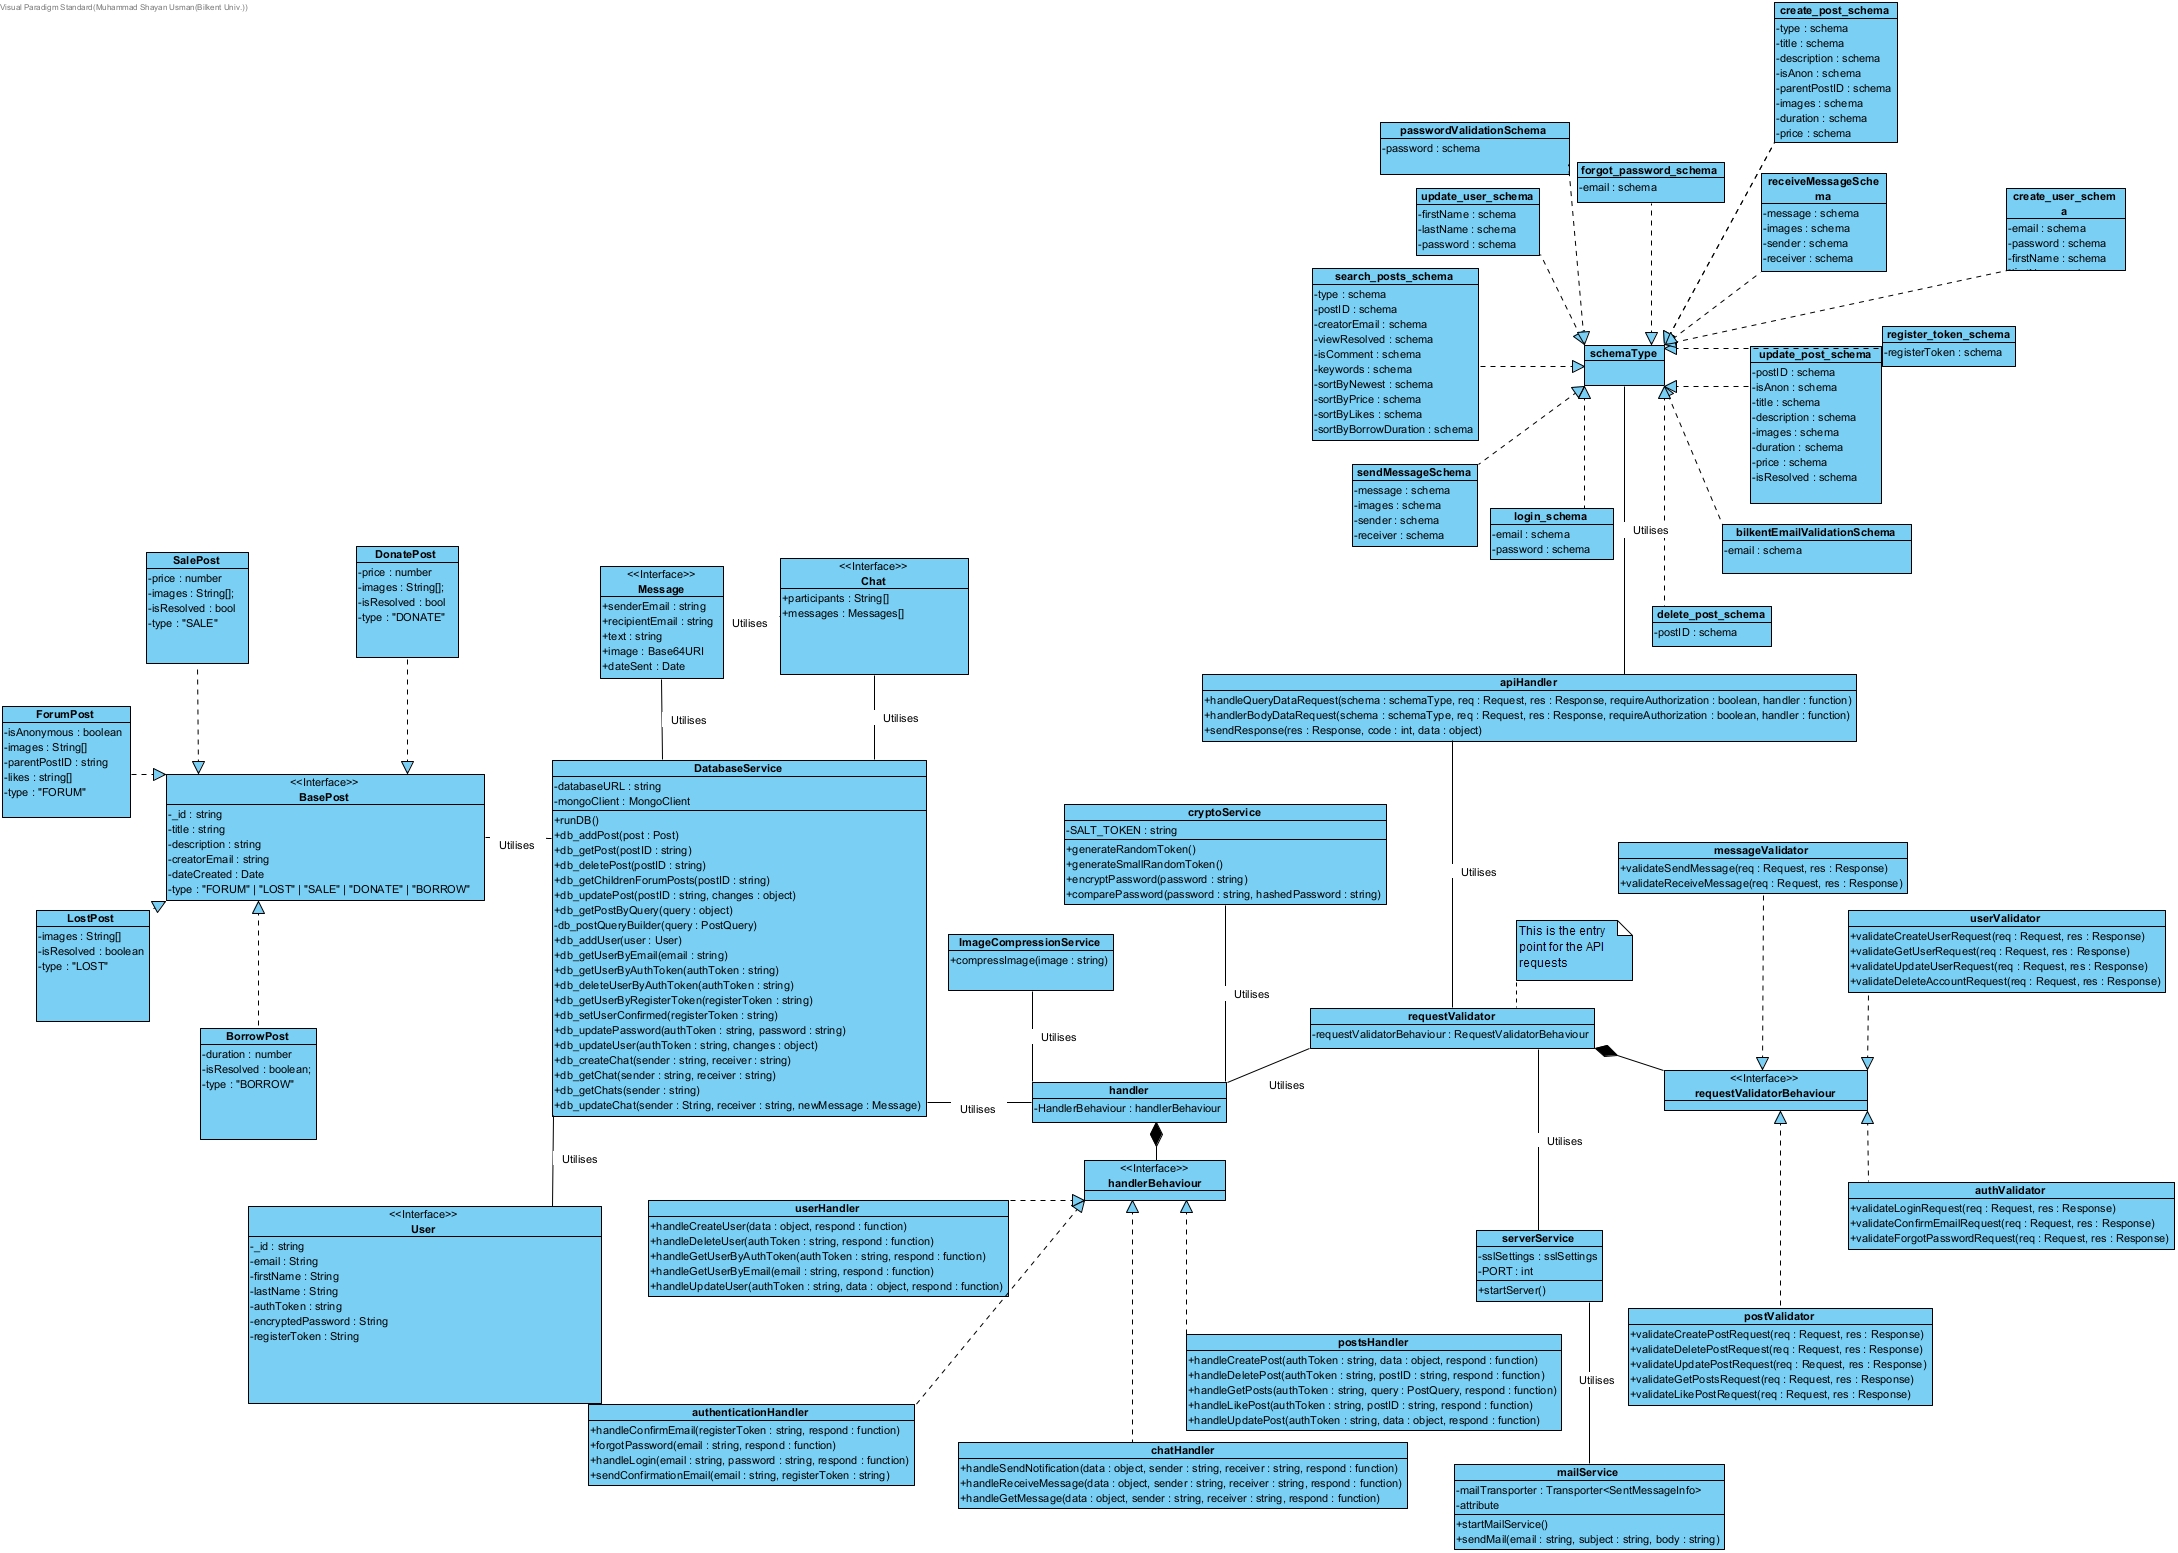 Visual Paradigm Standard(Muhammad Shayan Usman(Bilkent Univ.))
create_post_schema
-type : schema
-title : schema
-description : schema
-isAnon : schema
-parentPostID : schema
-images : schema
-duration : schema
-price : schema
passwordValidationSchema
-password : schema
forgot_password_schema
-email : schema
update_user_schema
-firstName : schema
-lastName : schema
-password : schema
receiveMessageSche
ma
-message : schema
-images : schema
-sender : schema
-receiver : schema
create_user_schem
a
-email : schema
-password : schema
-firstName : schema
search_posts_schema
-type : schema
-postID : schema
-creatorEmail : schema
-viewResolved : schema
-isComment : schema
-keywords : schema
-sortByNewest : schema
-sortByPrice : schema
-sortByLikes : schema
-sortByBorrowDuration : schema
schemaType
register_token_schema
-registerToken : schema
update_post_schema
-postID : schema
-isAnon : schema
-title : schema
-description : schema
-images : schema
-duration : schema
-price : schema
-isResolved : schema
sendMessageSchema
-message : schema
-images : schema
-sender : schema
-receiver : schema
login_schema
-email : schema
-password : schema
Utilises
bilkentEmailValidationSchema
-email : schema
delete_post_schema
-postID : schema
SalePost
-price : number
-images : String[];
-isResolved : bool
-type : "SALE"
DonatePost
-price : number
-images : String[];
-isResolved : bool
-type : "DONATE"
<<Interface>>
Message
+senderEmail : string
+recipientEmail : string
+text : string
+image : Base64URI
+dateSent : Date
Utilises
<<Interface>>
Chat
+participants : String[]
+messages : Messages[]
Utilises
Utilises
apiHandler
+handleQueryDataRequest(schema : schemaType, req : Request, res : Response, requireAuthorization : boolean, handler : function)
+handlerBodyDataRequest(schema : schemaType, req : Request, res : Response, requireAuthorization : boolean, handler : function)
+sendResponse(res : Response, code : int, data : object)
ForumPost
-isAnonymous : boolean
-images : String[]
-parentPostID : string
-likes : string[]
-type : "FORUM"
<<Interface>>
BasePost
-_id : string
-title : string
-description : string
-creatorEmail : string
-dateCreated : Date
-type : "FORUM" | "LOST" | "SALE" | "DONATE" | "BORROW"
Utilises
LostPost
-images : String[]
-isResolved : boolean
-type : "LOST"
BorrowPost
-duration : number
-isResolved : boolean;
-type : "BORROW"
DatabaseService
-databaseURL : string
-mongoClient : MongoClient
+runDB()
+db_addPost(post : Post)
+db_getPost(postID : string)
+db_deletePost(postID : string)
+db_getChildrenForumPosts(postID : string)
+db_updatePost(postID : string, changes : object)
+db_getPostByQuery(query : object)
-db_postQueryBuilder(query : PostQuery)
+db_addUser(user : User)
+db_getUserByEmail(email : string)
+db_getUserByAuthToken(authToken : string)
+db_deleteUserByAuthToken(authToken : string)
+db_getUserByRegisterToken(registerToken : string)
+db_setUserConfirmed(registerToken : string)
+db_updatePassword(authToken : string, password : string)
+db_updateUser(authToken : string, changes : object)
+db_createChat(sender : string, receiver : string)
+db_getChat(sender : string, receiver : string)
+db_getChats(sender : string)
+db_updateChat(sender : String, receiver : string, newMessage : Message)
cryptoService
-SALT_TOKEN : string
+generateRandomToken()
+generateSmallRandomToken()
+encryptPassword(password : string)
+comparePassword(password : string, hashedPassword : string)
Utilises
ImageCompressionService
+compressImage(image : string)
Utilises
Utilises
This is the entry
point for the API
requests
messageValidator
+validateSendMessage(req : Request, res : Response)
+validateReceiveMessage(req : Request, res : Response)
userValidator
+validateCreateUserRequest(req : Request, res : Response)
+validateGetUserRequest(req : Request, res : Response)
+validateUpdateUserRequest(req : Request, res : Response)
+validateDeleteAccountRequest(req : Request, res : Response)
requestValidator
-requestValidatorBehaviour : RequestValidatorBehaviour
<<Interface>>
requestValidatorBehaviour
handler
-HandlerBehaviour : handlerBehaviour
Utilises
Utilises
Utilises
Utilises
<<Interface>>
handlerBehaviour
<<Interface>>
User
-_id : string
-email : String
-firstName : String
-lastName : String
-authToken : string
-encryptedPassword : String
-registerToken : String
userHandler
+handleCreateUser(data : object, respond : function)
+handleDeleteUser(authToken : string, respond : function)
+handleGetUserByAuthToken(authToken : string, respond : function)
+handleGetUserByEmail(email : string, respond : function)
+handleUpdateUser(authToken : string, data : object, respond : function)
authValidator
+validateLoginRequest(req : Request, res : Response)
+validateConfirmEmailRequest(req : Request, res : Response)
+validateForgotPasswordRequest(req : Request, res : Response)
serverService
-sslSettings : sslSettings
-PORT : int
+startServer()
postValidator
+validateCreatePostRequest(req : Request, res : Response)
+validateDeletePostRequest(req : Request, res : Response)
+validateUpdatePostRequest(req : Request, res : Response)
+validateGetPostsRequest(req : Request, res : Response)
+validateLikePostRequest(req : Request, res : Response)
postsHandler
+handleCreatePost(authToken : string, data : object, respond : function)
+handleDeletePost(authToken : string, postID : string, respond : function)
+handleGetPosts(authToken : string, query : PostQuery, respond : function)
+handleLikePost(authToken : string, postID : string, respond : function)
+handleUpdatePost(authToken : string, data : object, respond : function)
Utilises
authenticationHandler
+handleConfirmEmail(registerToken : string, respond : function)
+forgotPassword(email : string, respond : function)
+handleLogin(email : string, password : string, respond : function)
+sendConfirmationEmail(email : string, registerToken : string)
chatHandler
+handleSendNotification(data : object, sender : string, receiver : string, respond : function)
+handleReceiveMessage(data : object, sender : string, receiver : string, respond : function)
+handleGetMessage(data : object, sender : string, receiver : string, respond : function)
mailService
-mailTransporter : Transporter<SentMessageInfo>
-attribute
+startMailService()
+sendMail(email : string, subject : string, body : string)